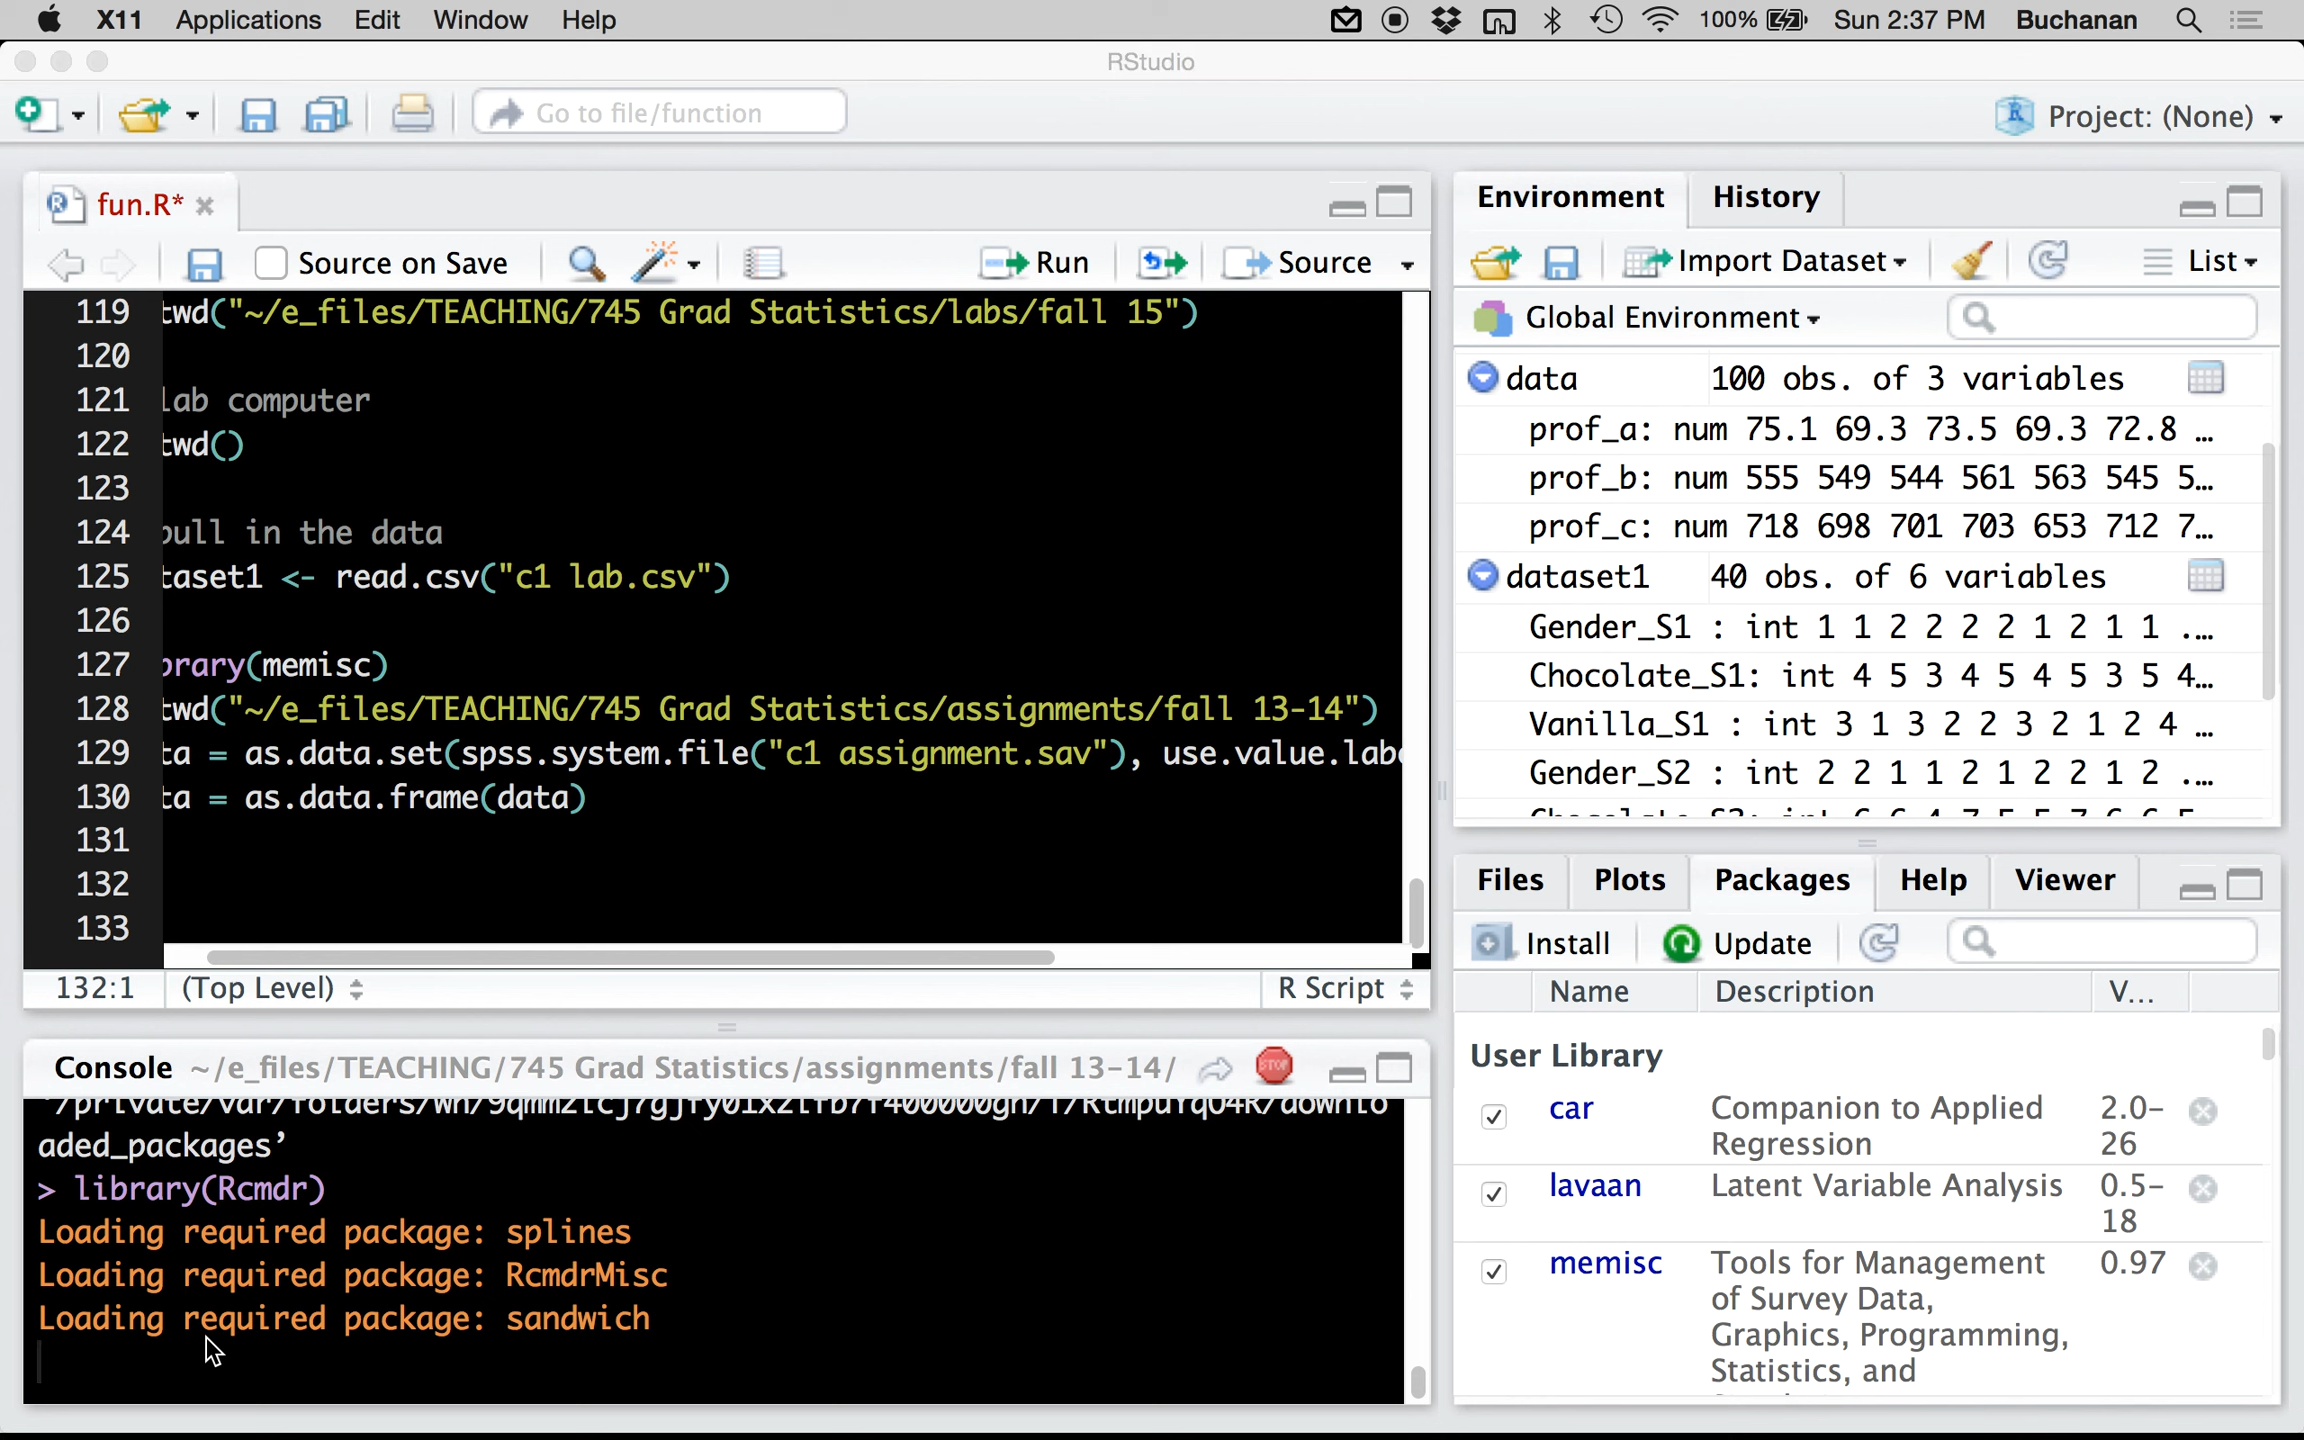 X11 Applications Edit Window Help 100% Sun 2:37 PM Buchanan
RStudio
Go to file/function
Project: (None)
fun.R*
Source on Save Run Source
119 twd("~/e_files/TEACHING/745 Grad Statistics/labs/fall 15")
120
121 lab computer
122 twd()
123
124 pull in the data
125 taset1 <- read.csv("c1 lab.csv")
126
127 brary(memisc)
128 twd("~/e_files/TEACHING/745 Grad Statistics/assignments/fall 13-14")
129 ta = as.data.set(spss.system.file("c1 assignment.sav"), use.value.lab
130 ta = as.data.frame(data)
131
132
133
132:1 (Top Level) R Script
Console ~/e_files/TEACHING/745 Grad Statistics/assignments/fall 13-14/
STOP
aded_packages’
> library(Rcmdr)
Loading required package: splines
Loading required package: RcmdrMisc
Loading required package: sandwich
Environment History
Import Dataset List
Global Environment
data 100 obs. of 3 variables
prof_a: num 75.1 69.3 73.5 69.3 72.8 …
prof_b: num 555 549 544 561 563 545 5…
prof_c: num 718 698 701 703 653 712 7…
dataset1 40 obs. of 6 variables
Gender_S1 : int 1 1 2 2 2 2 1 2 1 1 .…
Chocolate_S1: int 4 5 3 4 5 4 5 3 5 4…
Vanilla_S1 : int 3 1 3 2 2 3 2 1 2 4 …
Gender_S2 : int 2 2 1 1 2 1 2 2 1 2 .…
Files Plots Packages Help Viewer
Install Update
Name Description V...
User Library
car Companion to Applied 2.0-
Regression 26
lavaan Latent Variable Analysis 0.5-
18
memisc Tools for Management 0.97
of Survey Data,
Graphics, Programming,
Statistics, and